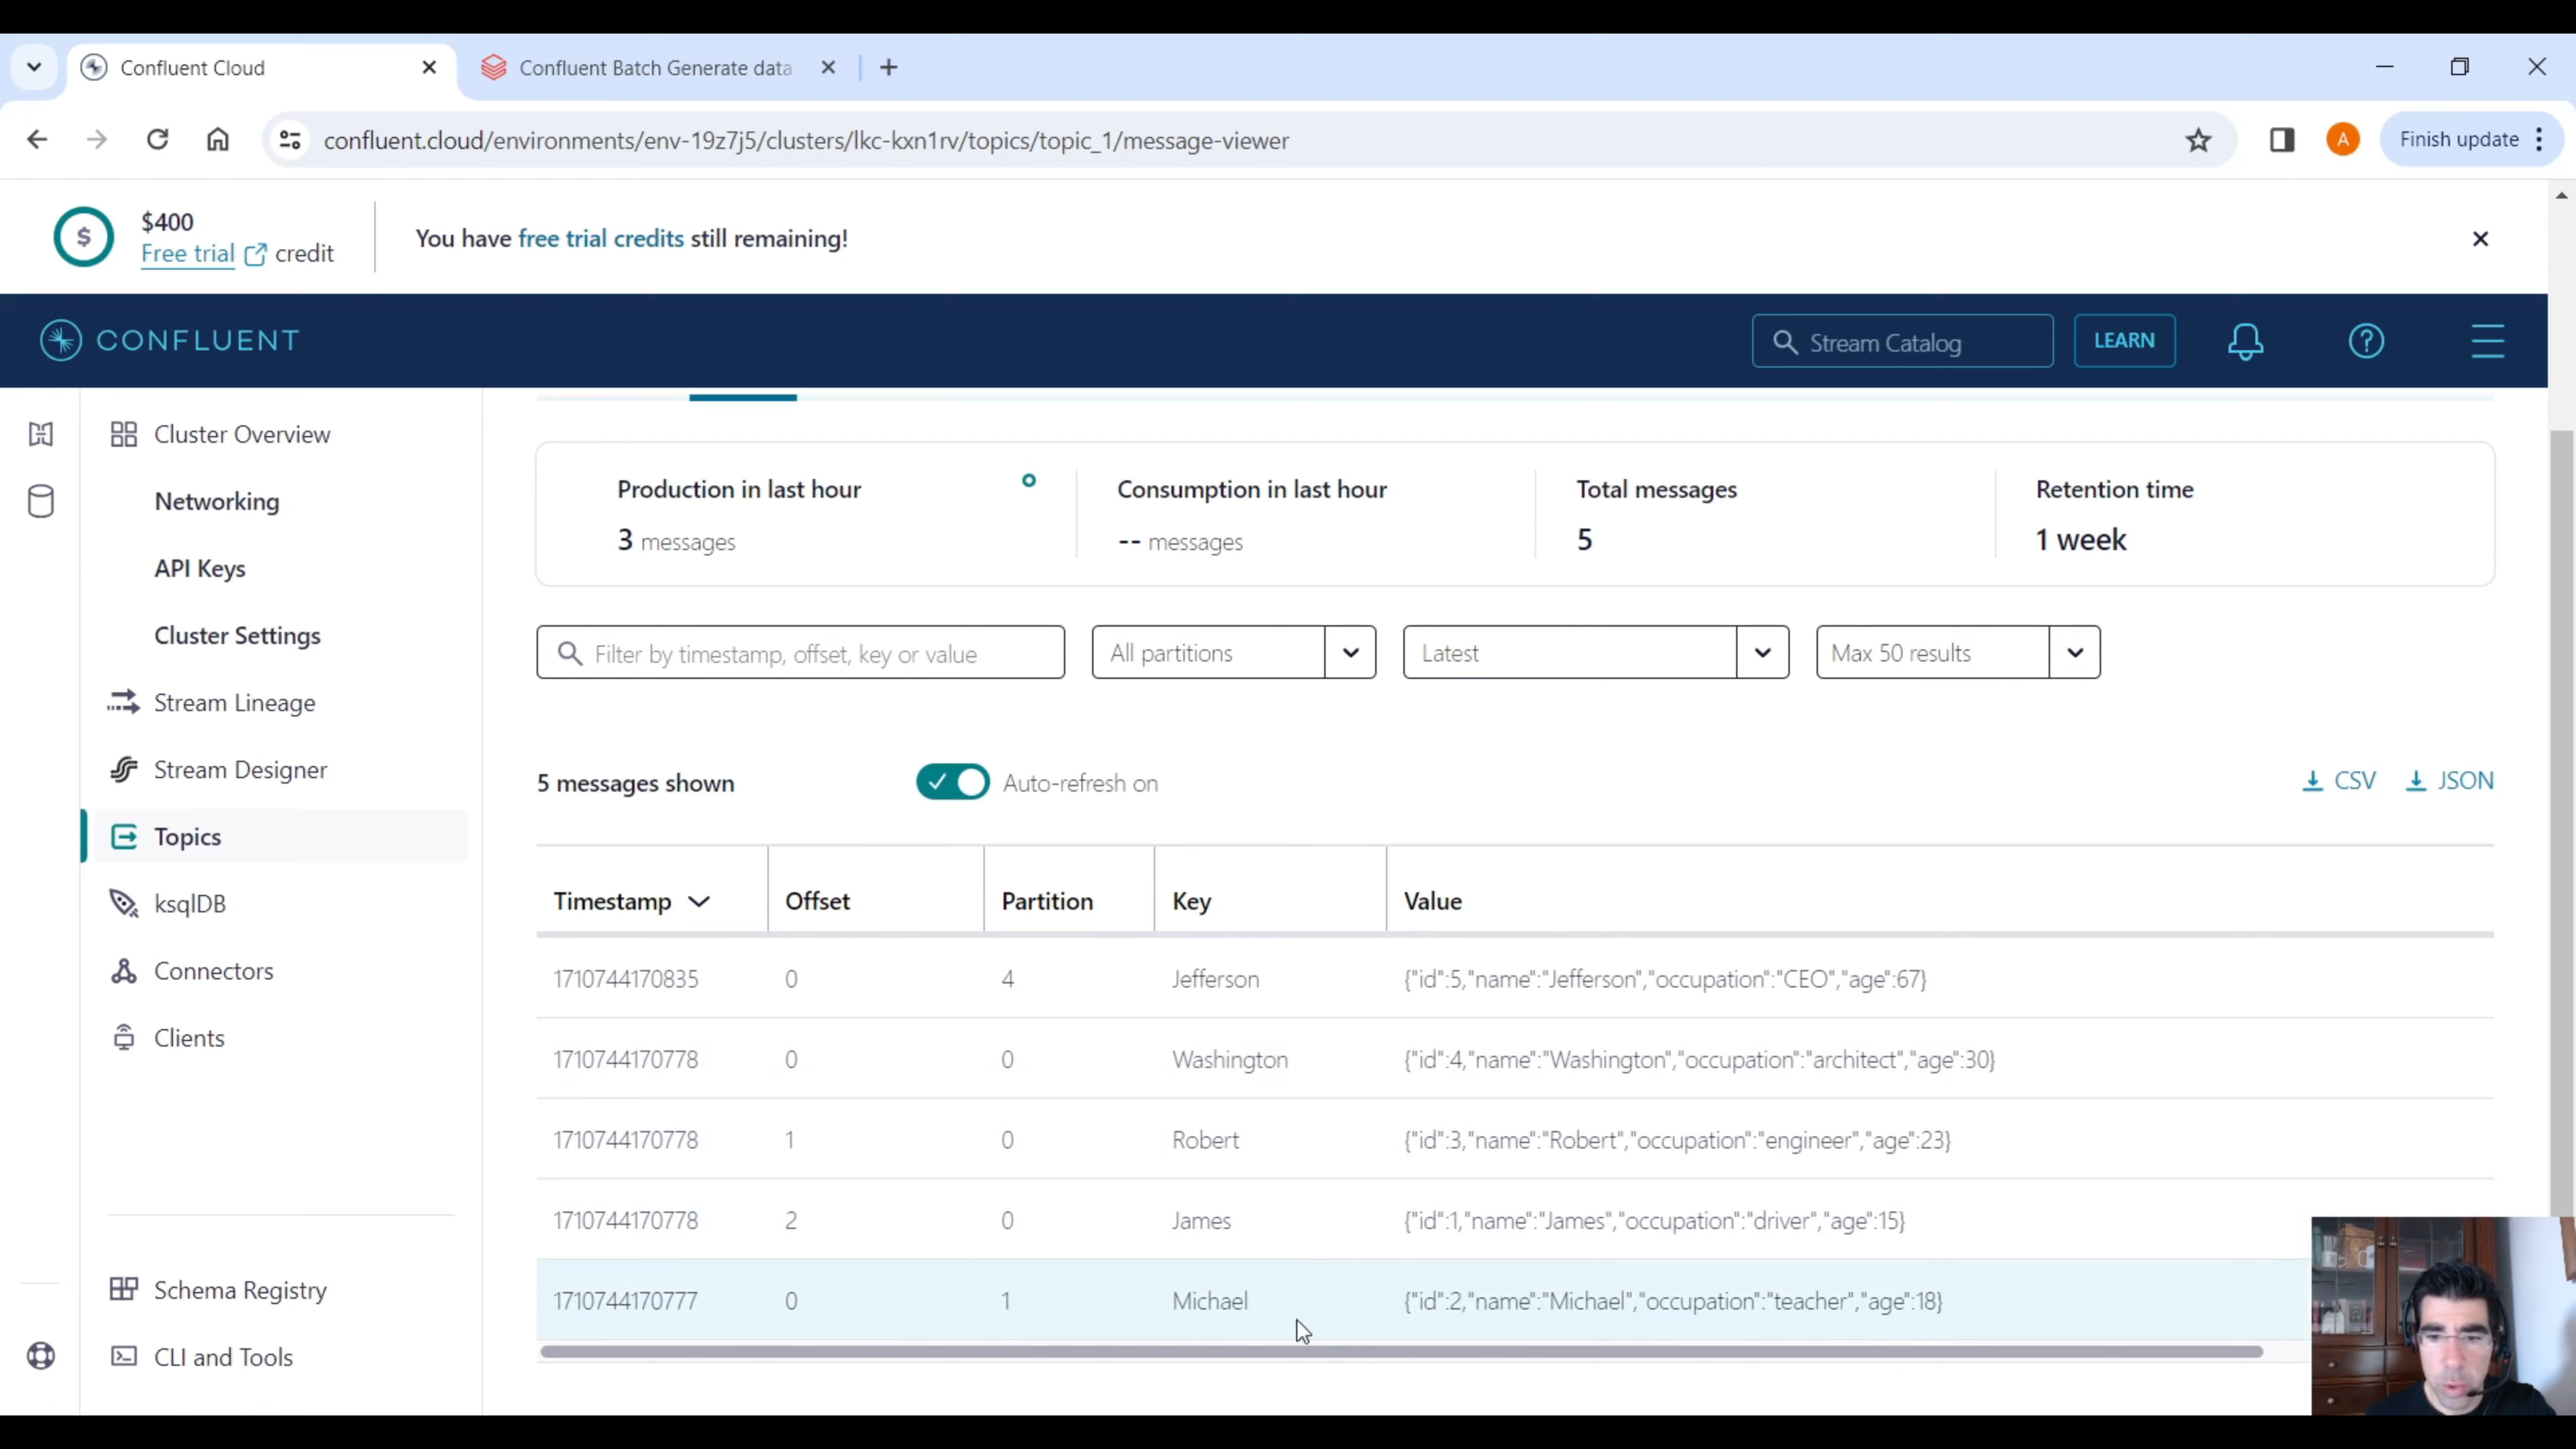 Confluent Cloud
Confluent Batch Generate data
confluent.cloud/environments/env-19z7j5/clusters/lkc-kxn1rv/topics/topic_1/message-viewer
A
Finish update
$
$400
Free trial credit
You have free trial credits still remaining!
CONFLUENT
Stream Catalog
LEARN
Cluster Overview
Networking
API Keys
Cluster Settings
Stream Lineage
Stream Designer
Topics
ksqlDB
Connectors
Clients
Schema Registry
CLI and Tools
Production in last hour
3 messages
Consumption in last hour
-- messages
Total messages
5
Retention time
1 week
Filter by timestamp, offset, key or value
All partitions
Latest
Max 50 results
5 messages shown
Auto-refresh on
CSV
JSON
Timestamp Offset Partition Key Value
1710744170835 0 4 Jefferson {"id":5,"name":"Jefferson","occupation":"CEO","age":67}
1710744170778 0 0 Washington {"id":4,"name":"Washington","occupation":"architect","age":30}
1710744170778 1 0 Robert {"id":3,"name":"Robert","occupation":"engineer","age":23}
1710744170778 2 0 James {"id":1,"name":"James","occupation":"driver","age":15}
1710744170777 0 1 Michael {"id":2,"name":"Michael","occupation":"teacher","age":18}